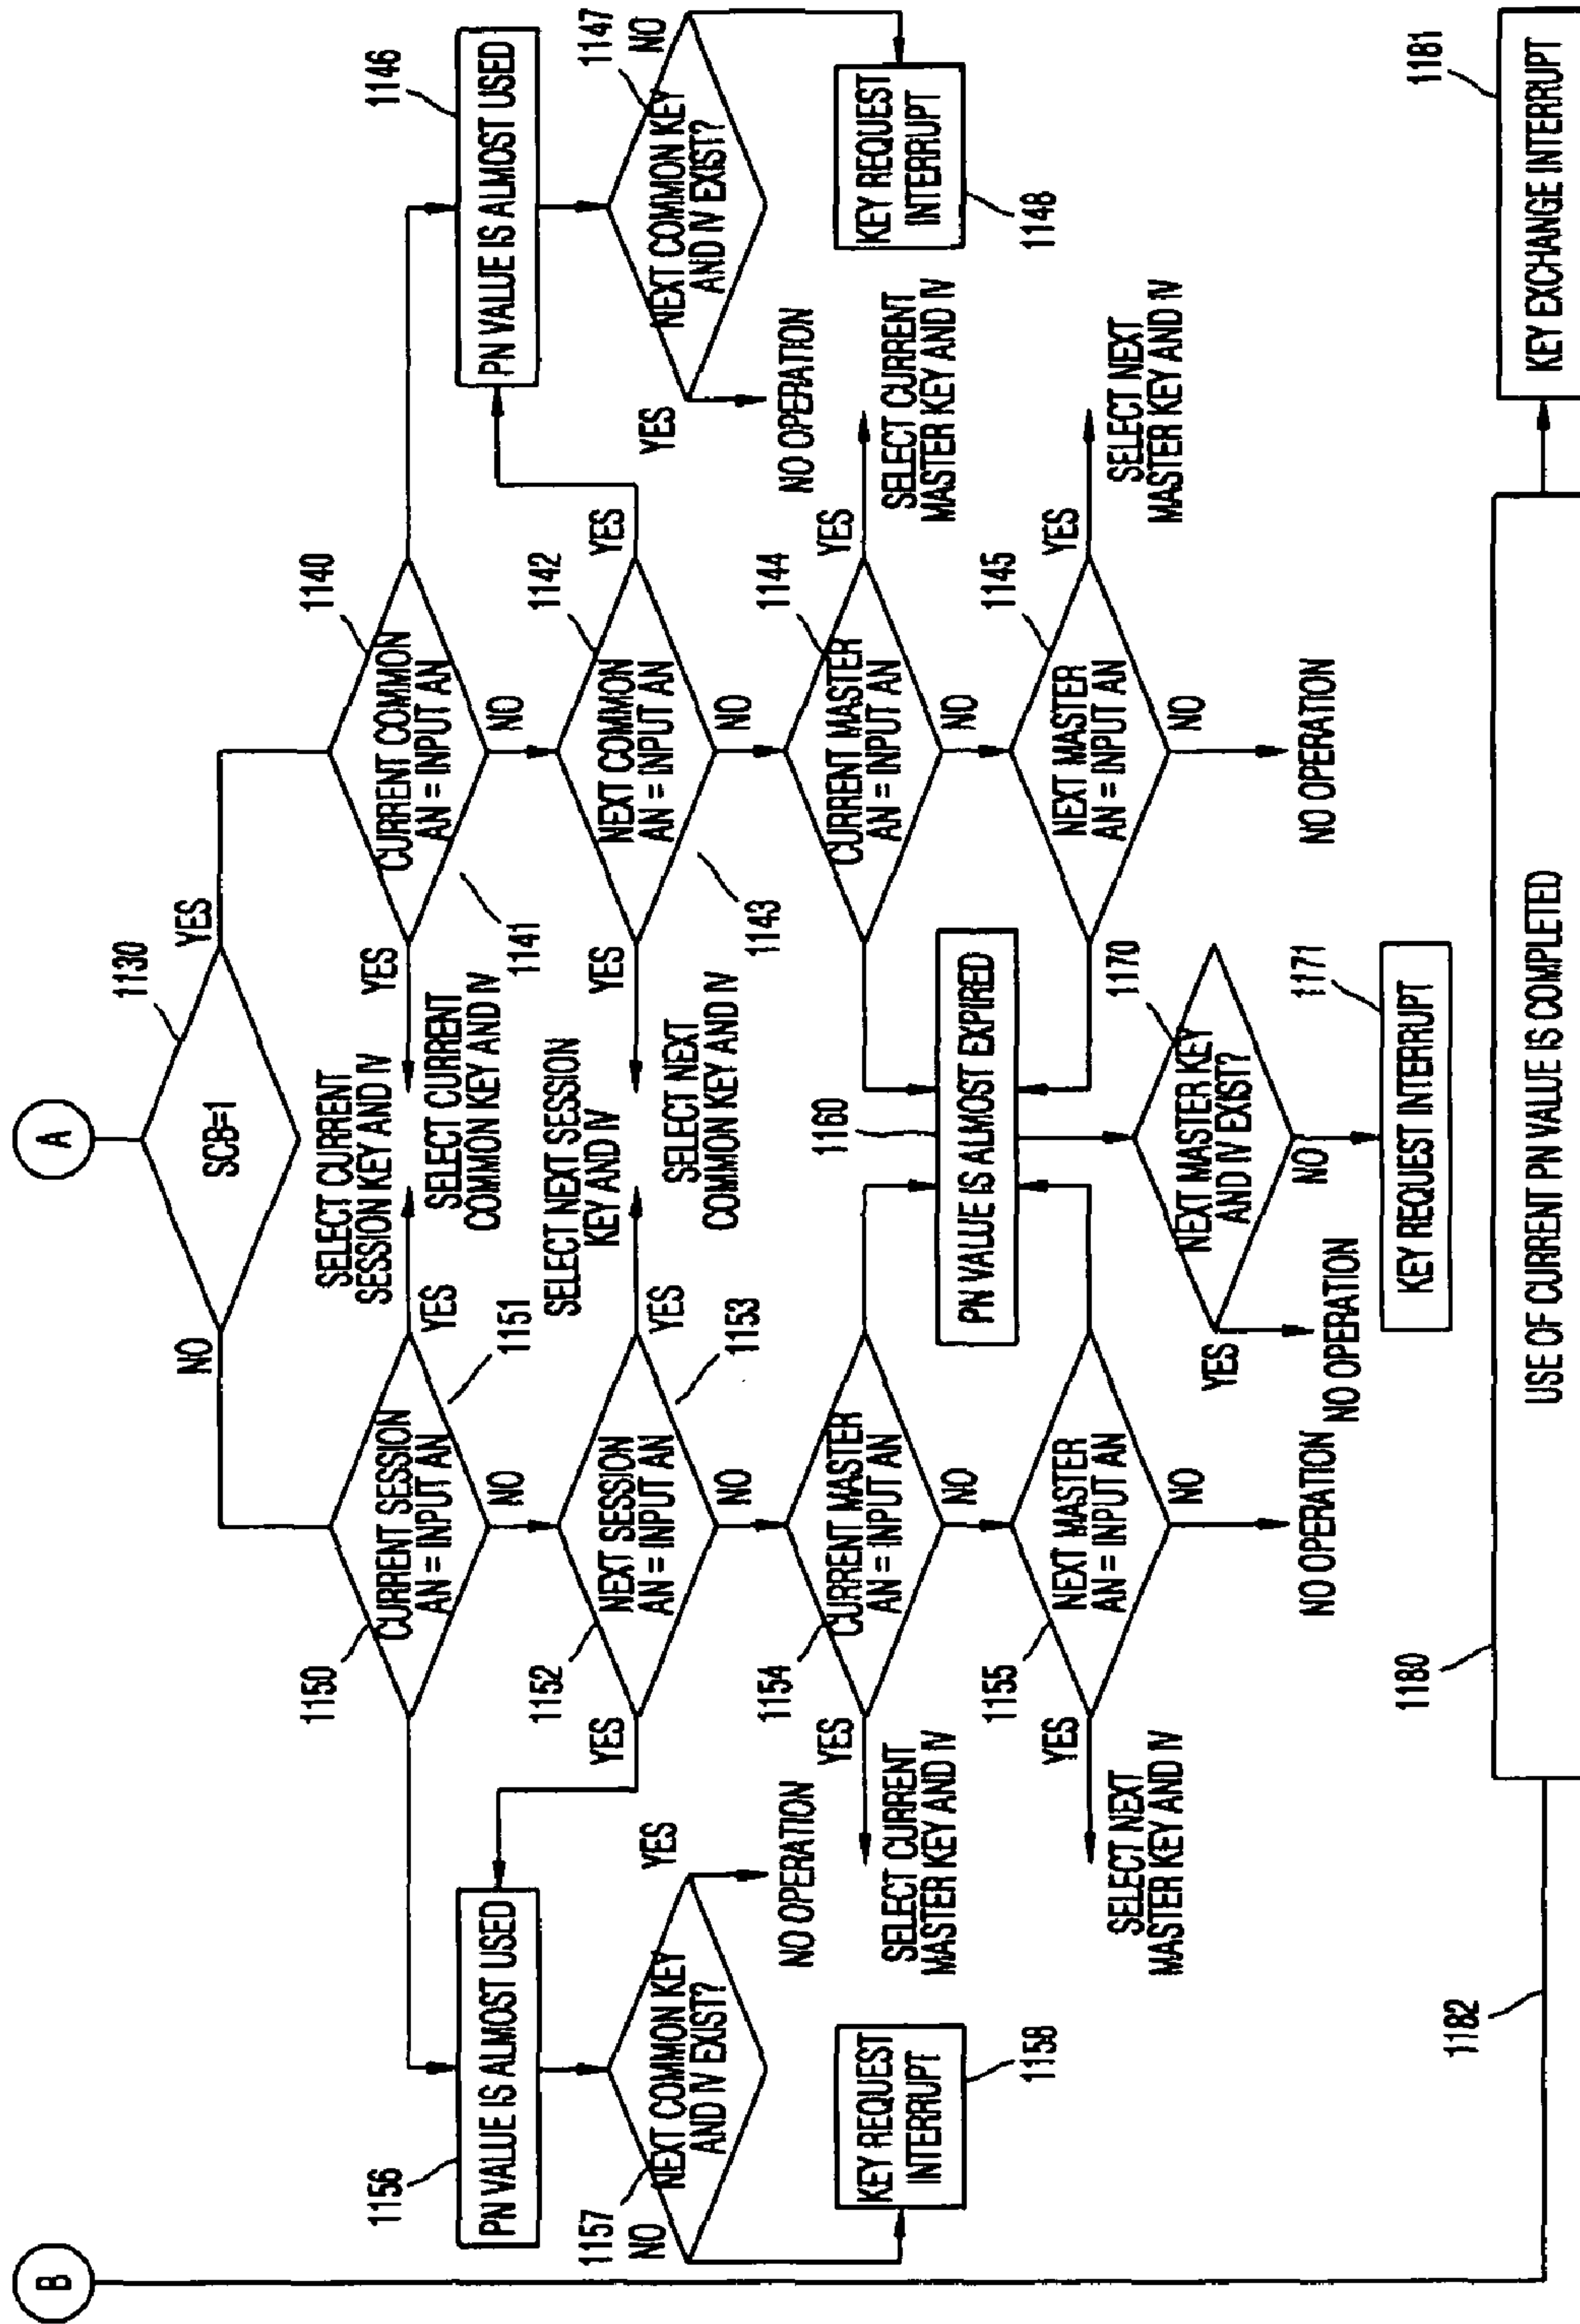 A
B
1130
SCB=1
NO
YES
1150
CURRENT SESSION
AN = INPUT AN
1151
YES
SELECT CURRENT
SESSION KEY AND IV
NO
1140
CURRENT COMMON
AN = INPUT AN
1141
YES
SELECT CURRENT
COMMON KEY AND IV
NO
1156
PN VALUE IS ALMOST USED
1146
PN VALUE IS ALMOST USED
1152
NEXT SESSION
AN = INPUT AN
1153
YES
YES
SELECT NEXT SESSION
KEY AND IV
NO
1142
NEXT COMMON
AN = INPUT AN
1143
YES
YES
SELECT NEXT
COMMON KEY AND IV
NO
1157
NEXT COMMON KEY
AND IV EXIST?
NO
YES
NO OPERATION
1147
NEXT COMMON KEY
AND IV EXIST?
NO
YES
NO OPERATION
KEY REQUEST
INTERRUPT
1158
KEY REQUEST
INTERRUPT
1148
1154
CURRENT MASTER
AN = INPUT AN
YES
SELECT CURRENT
MASTER KEY AND IV
NO
1144
CURRENT MASTER
AN = INPUT AN
YES
SELECT CURRENT
MASTER KEY AND IV
NO
1160
PN VALUE IS ALMOST EXPIRED
1155
NEXT MASTER
AN = INPUT AN
YES
SELECT NEXT
MASTER KEY AND IV
NO
NO OPERATION
1145
NEXT MASTER
AN = INPUT AN
YES
SELECT NEXT
MASTER KEY AND IV
NO
NO OPERATION
1170
NEXT MASTER KEY
AND IV EXIST?
YES
NO OPERATION
NO
1171
KEY REQUEST INTERRUPT
1180
USE OF CURRENT PN VALUE IS COMPLETED
1181
KEY EXCHANGE INTERRUPT
1182